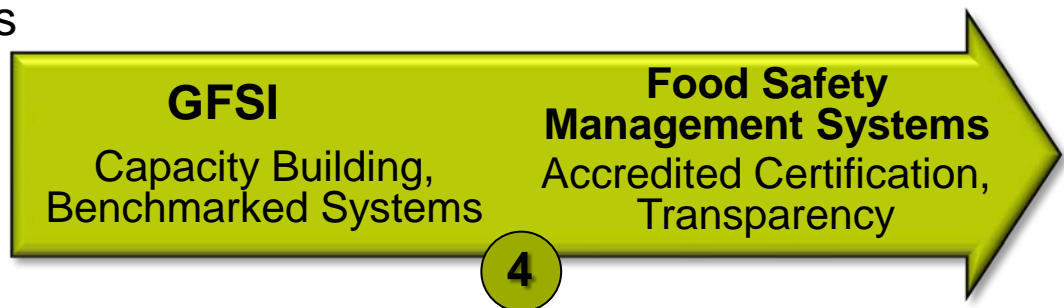 s
GFSI
Capacity Building,
Benchmarked Systems
Food Safety
Management Systems
Accredited Certification,
Transparency
4